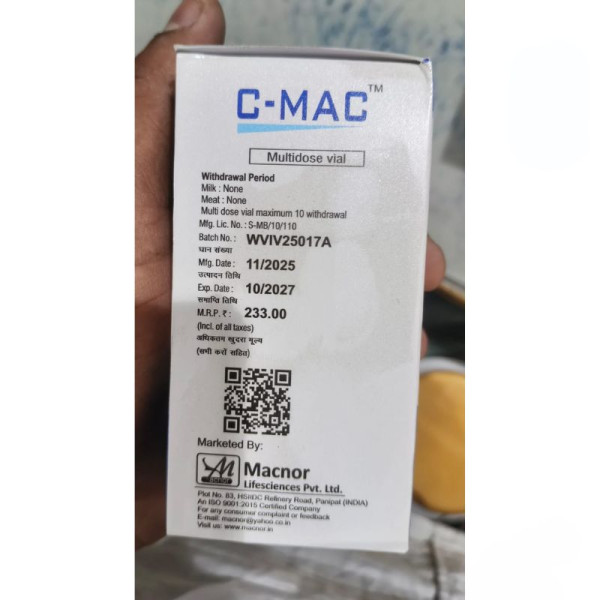 C-MAC™
Multidose vial
Withdrawal Period
Milk : None
Meat : None
Multi dose vial maximum 10 withdrawal
Mfg. Lic. No. : S-MB/10/110
Batch No. : WVIV25017A
घान संख्या
Mfg. Date : 11/2025
उत्पादन तिथि
Exp. Date : 10/2027
समाप्ति तिथि
M.R.P. ₹ : 233.00
(Incl. of all taxes)
अधिकतम खुदरा मूल्य
(सभी करों सहित)
Marketed By:
Macnor
Lifesciences Pvt. Ltd.
Plot No. 83, HSIIDC Refinery Road, Panipat (INDIA)
An ISO 9001:2015 Certified Company
For any consumer complaint or feedback
E-mail: macnor@yahoo.co.in
Visit us: www.macnor.in